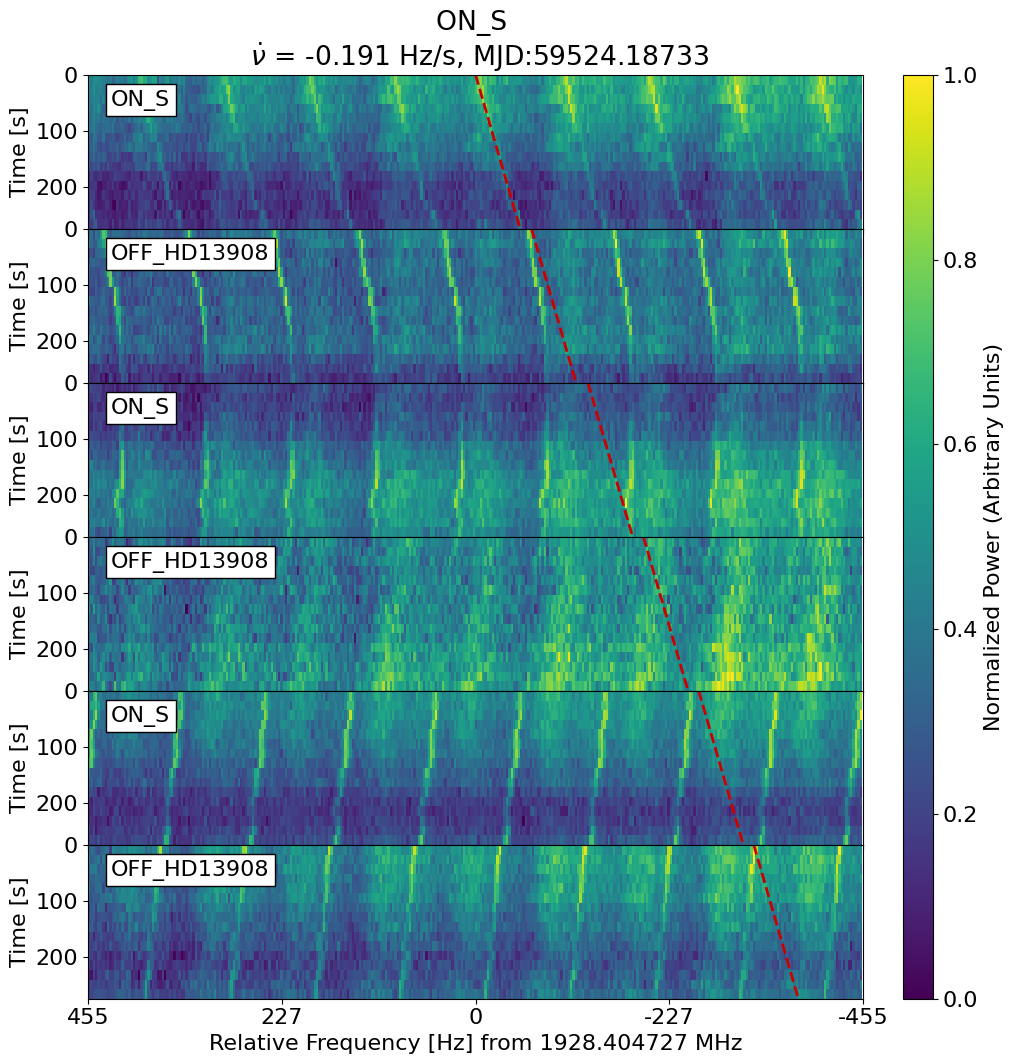 ON_S
ν̇ = -0.191 Hz/s, MJD:59524.18733
0
ON_S
100
200
Time [s]
0
OFF_HD13908
100
200
Time [s]
0
ON_S
100
200
Time [s]
0
OFF_HD13908
100
200
Time [s]
0
ON_S
100
200
Time [s]
0
OFF_HD13908
100
200
Time [s]
455 227 0 -227 -455
Relative Frequency [Hz] from 1928.404727 MHz
1.0
0.8
0.6
0.4
0.2
0.0
Normalized Power (Arbitrary Units)